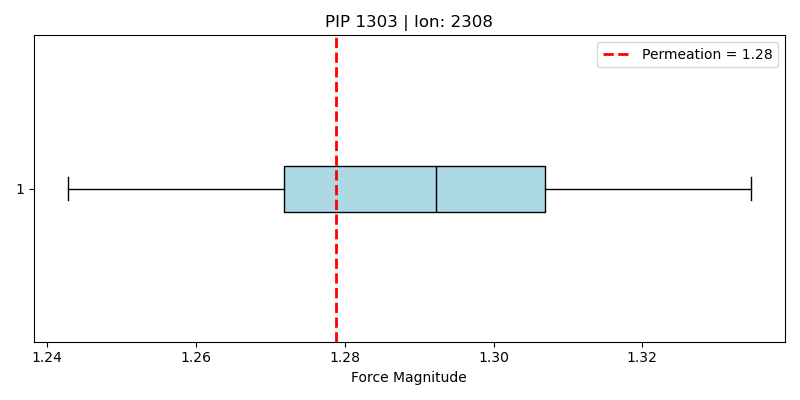 PIP 1303 | Ion: 2308
Permeation = 1.28
1
1.24 1.26 1.28 1.30 1.32
Force Magnitude